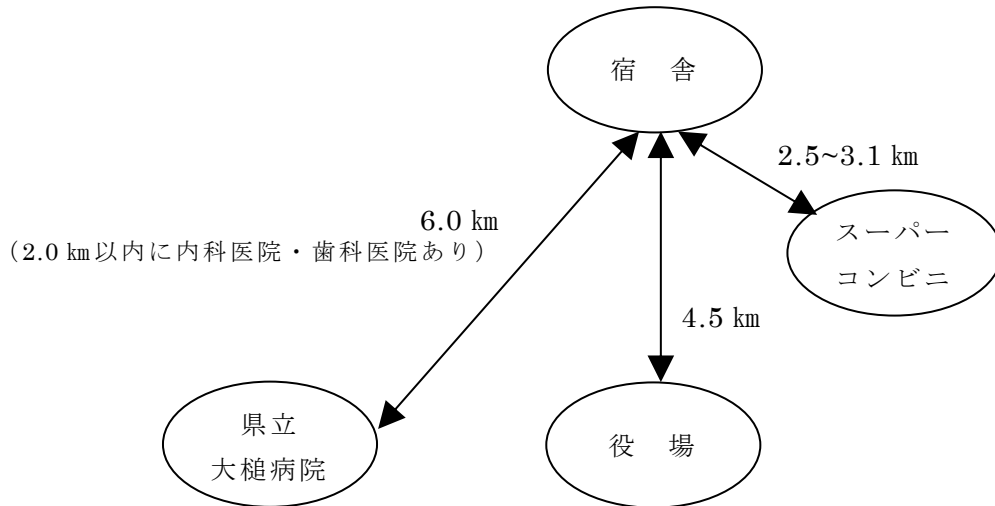 宿　舎
2.5~3.1 ㎞
6.0 ㎞
スーパー
（2.0 ㎞以内に内科医院・歯科医院あり）
コンビニ
4.5 ㎞
県立
大槌病院
役　場